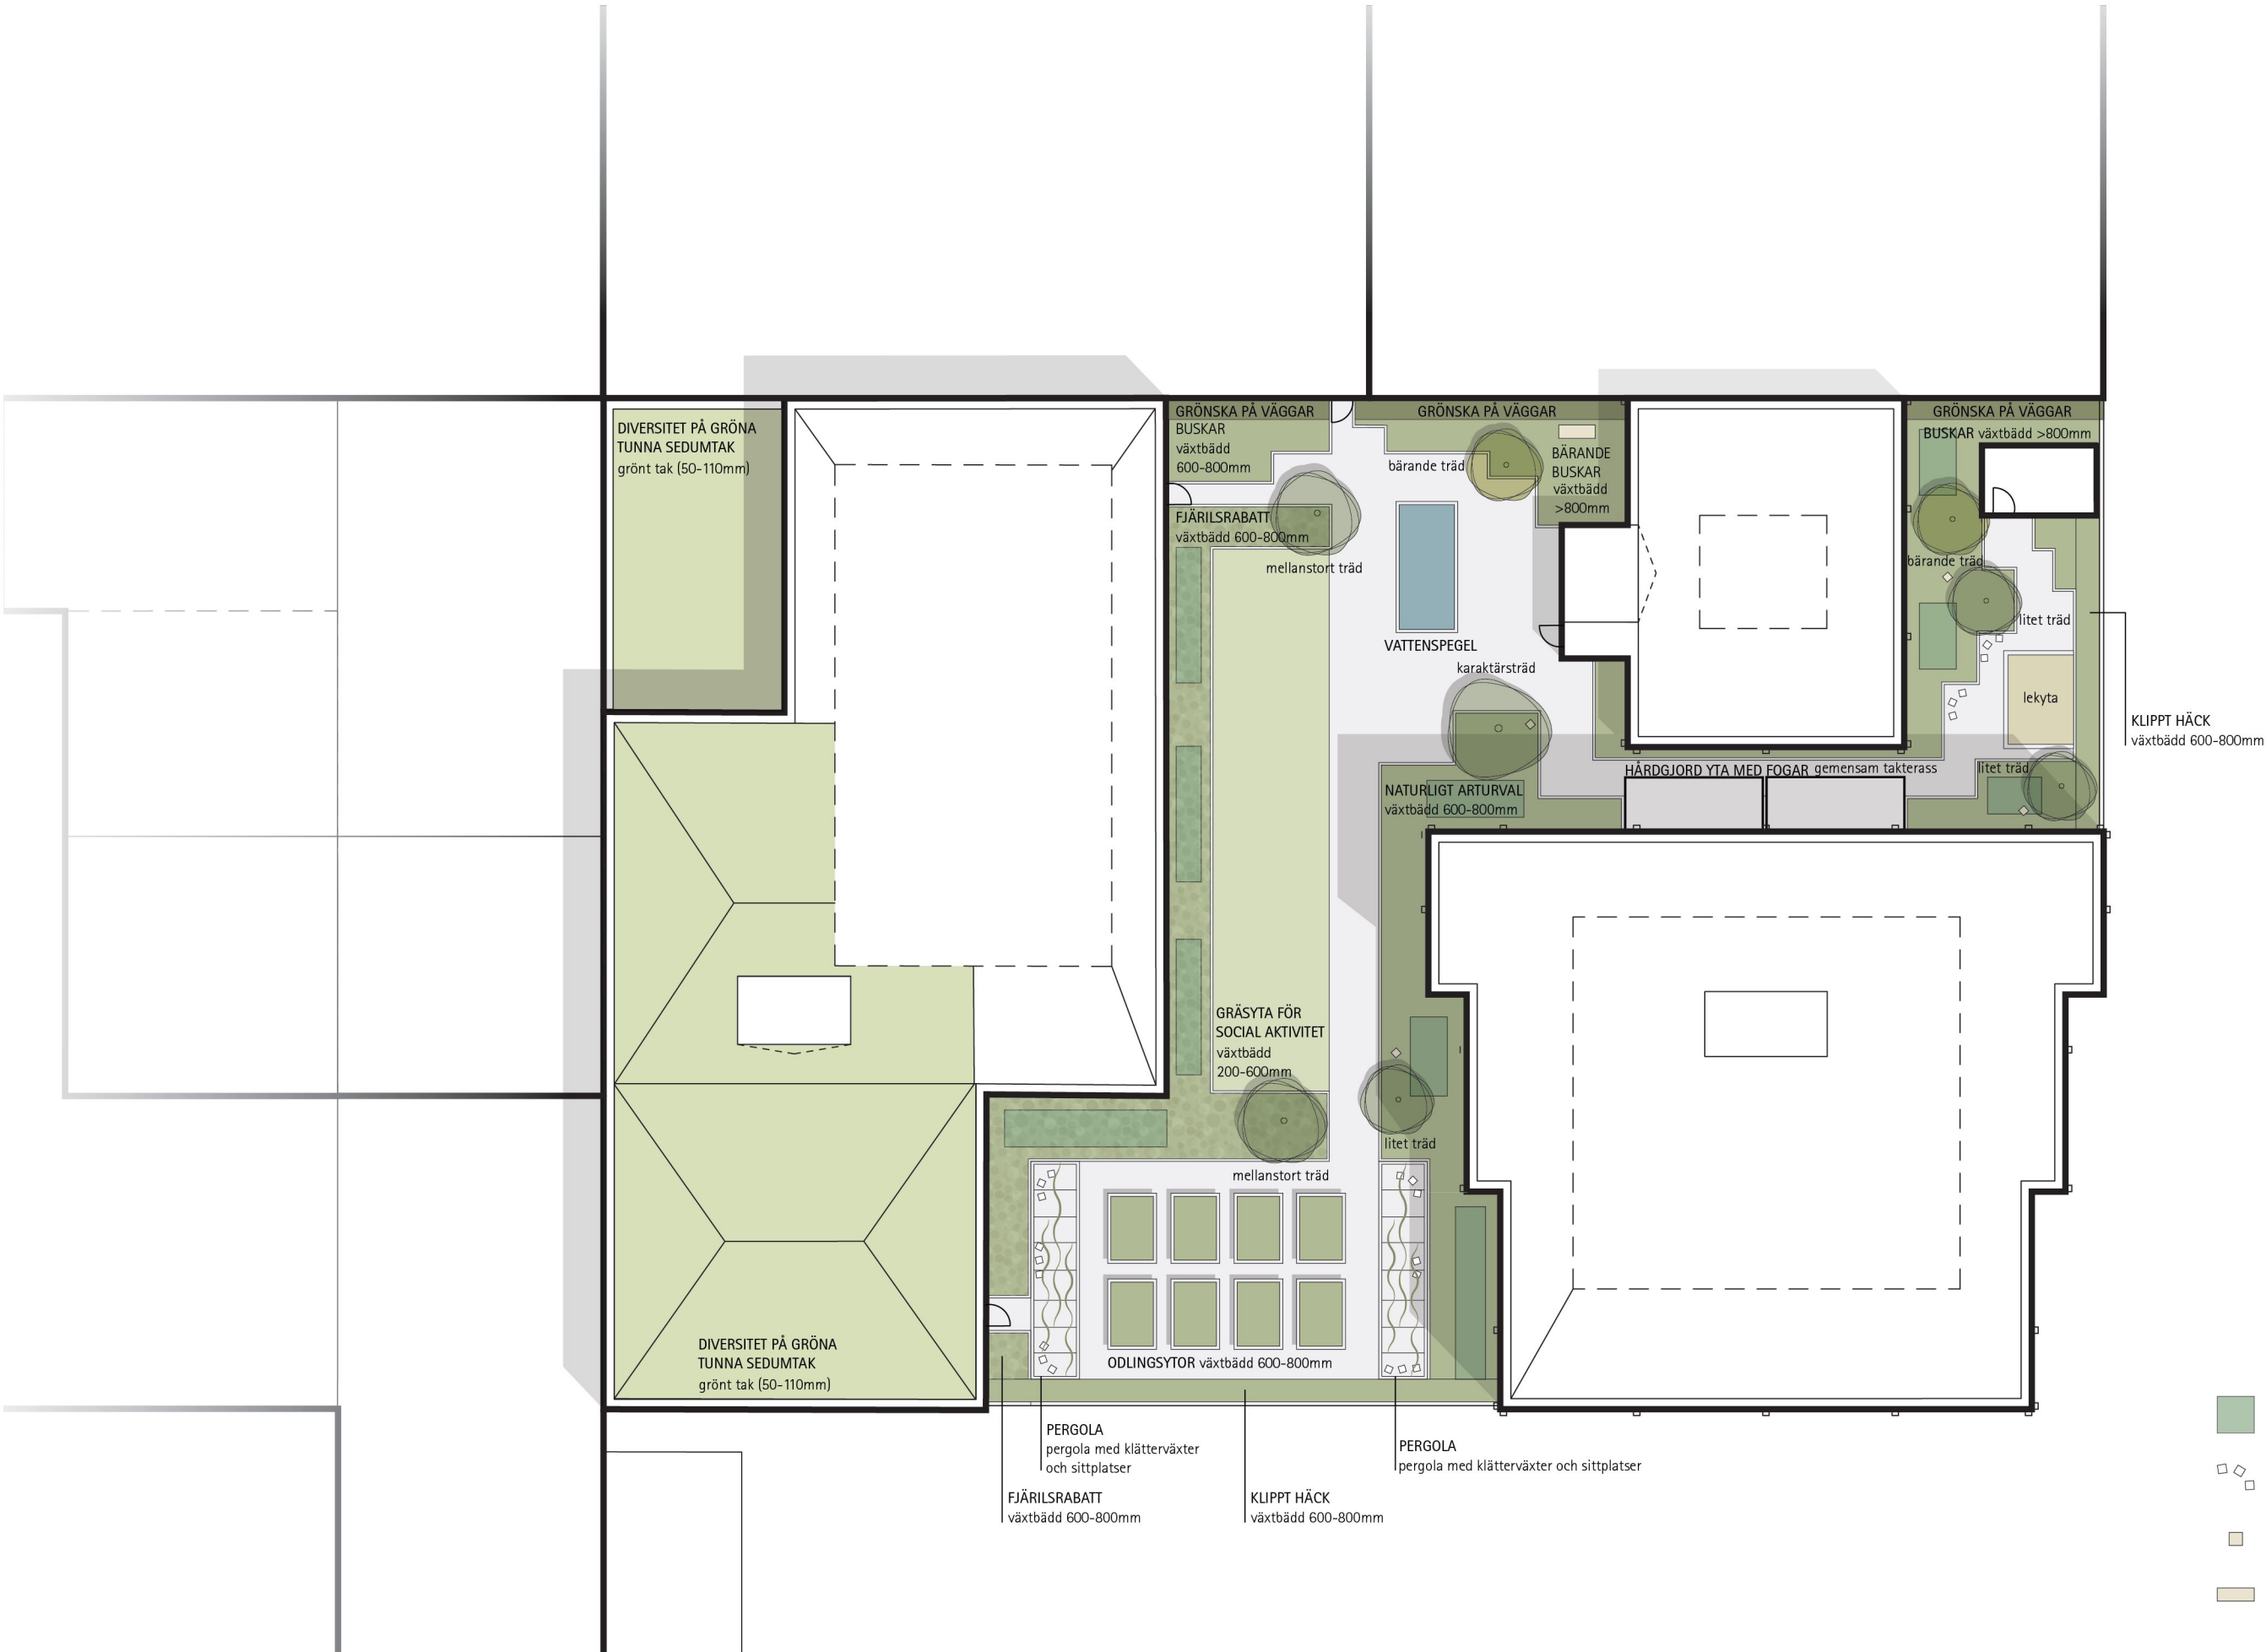 DIVERSITET PÅ GRÖNA
TUNNA SEDUMTAK
grönt tak (50-110mm)
GRÖNSKA PÅ VÄGGAR
BUSKAR
växtbädd
600-800mm
GRÖNSKA PÅ VÄGGAR
bärande träd
BÄRANDE
BUSKAR
växtbädd
>800mm
GRÖNSKA PÅ VÄGGAR
BUSKAR växtbädd >800mm
FJÄRILSRABATT
växtbädd 600-800mm
mellanstort träd
bärande träd
litet träd
VATTENSPEGEL
karaktärsträd
lekyta
KLIPPT HÄCK
växtbädd 600-800mm
HÅRDGJORD YTA MED FOGAR gemensam takterass
litet träd
NATURLIGT ARTURVAL
växtbädd 600-800mm
GRÄSYTA FÖR
SOCIAL AKTIVITET
växtbädd
200-600mm
litet träd
mellanstort träd
DIVERSITET PÅ GRÖNA
TUNNA SEDUMTAK
grönt tak (50-110mm)
ODLINGSYTOR växtbädd 600-800mm
PERGOLA
pergola med klätterväxter
och sittplatser
PERGOLA
pergola med klätterväxter och sittplatser
FJÄRILSRABATT
växtbädd 600-800mm
KLIPPT HÄCK
växtbädd 600-800mm